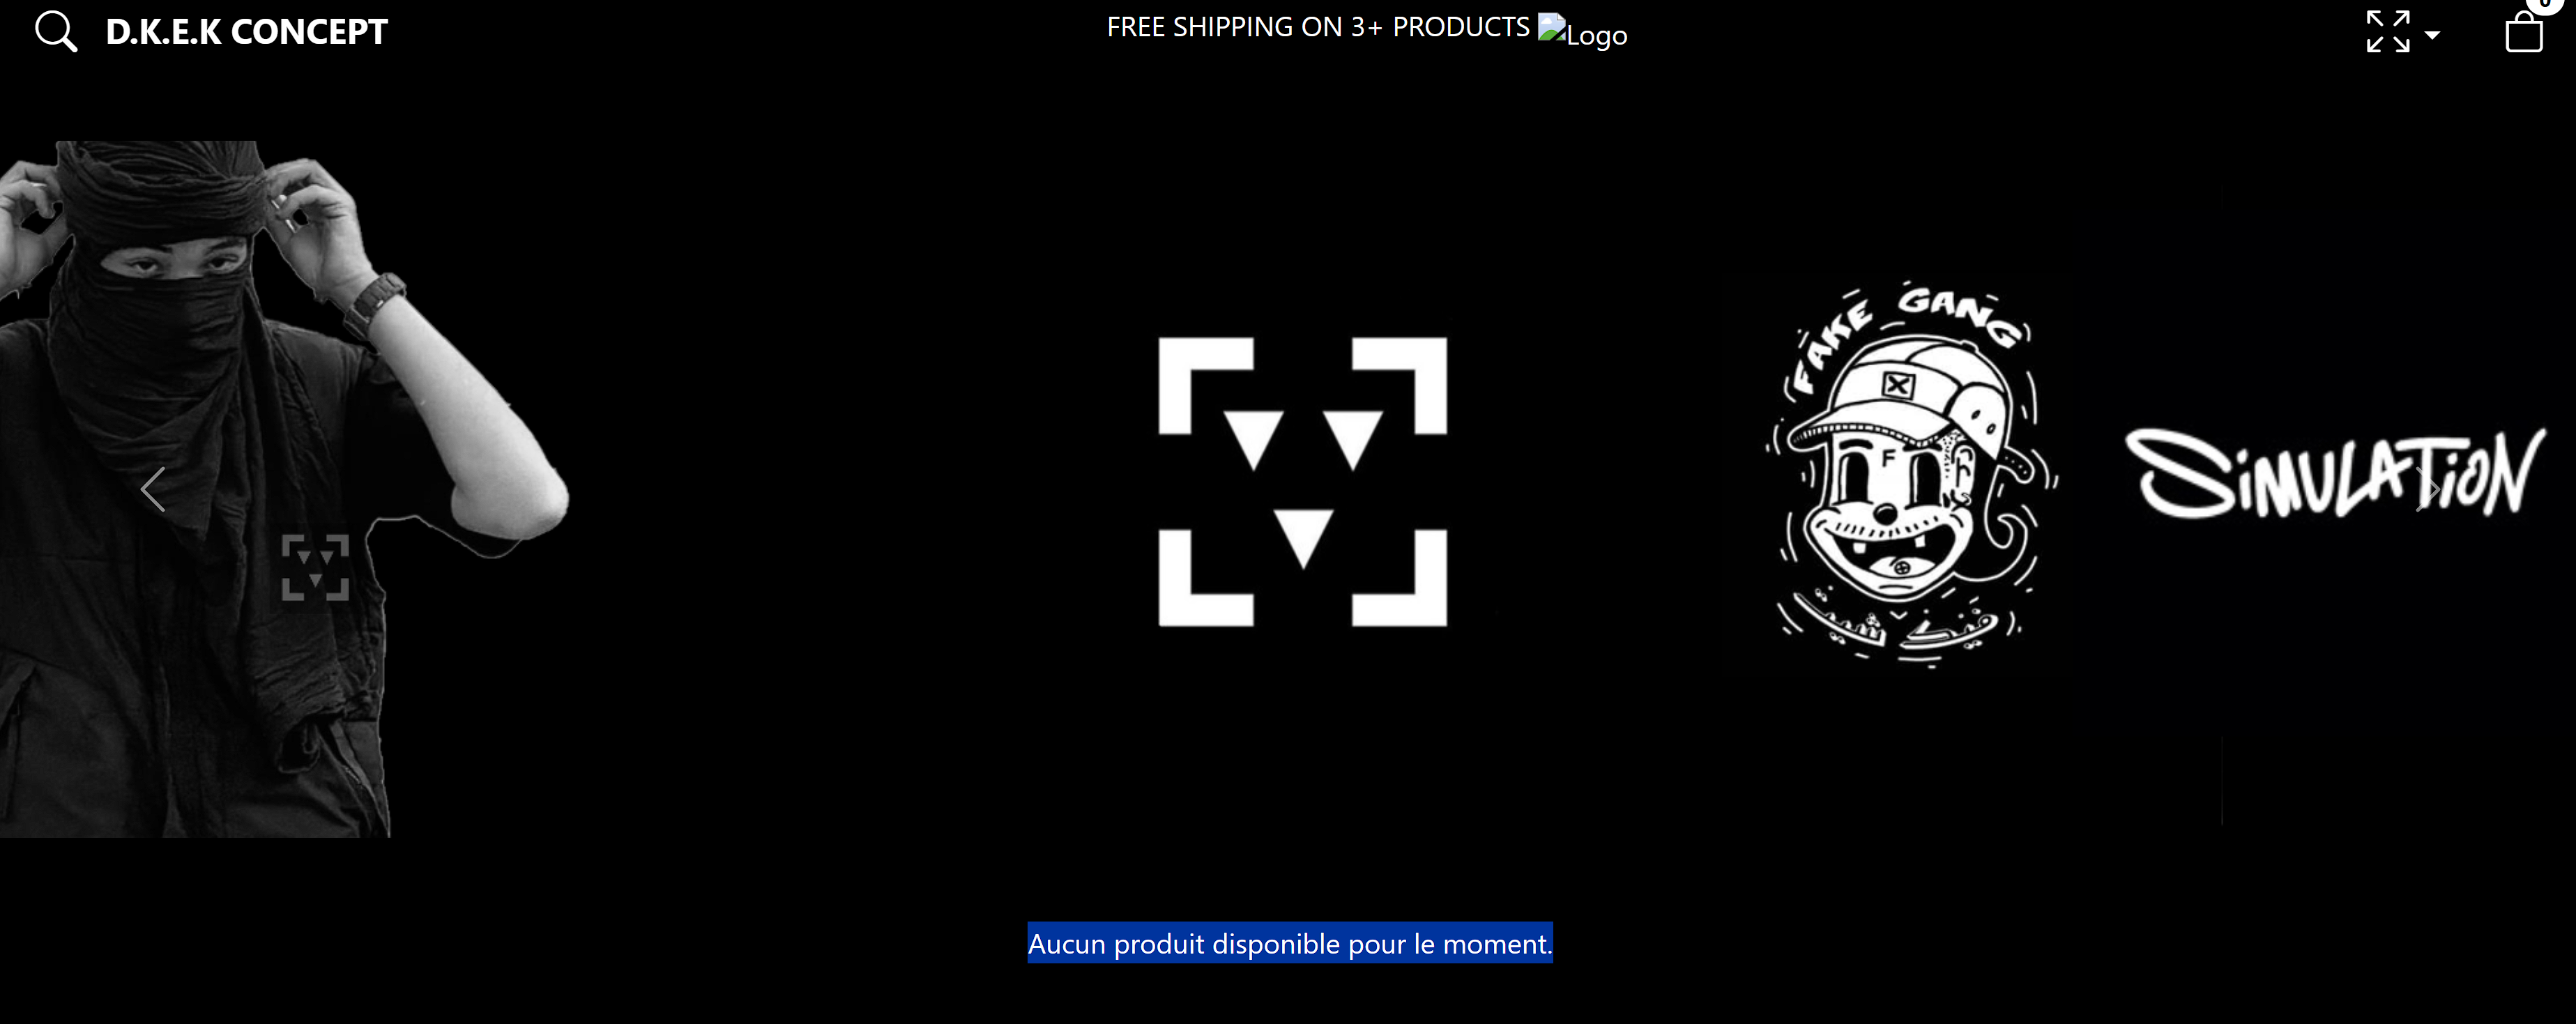 D.K.E.K CONCEPT
FREE SHIPPING ON 3+ PRODUCTS Logo
FAKE GANG
F
SiMULATiON
Aucun produit disponible pour le moment.